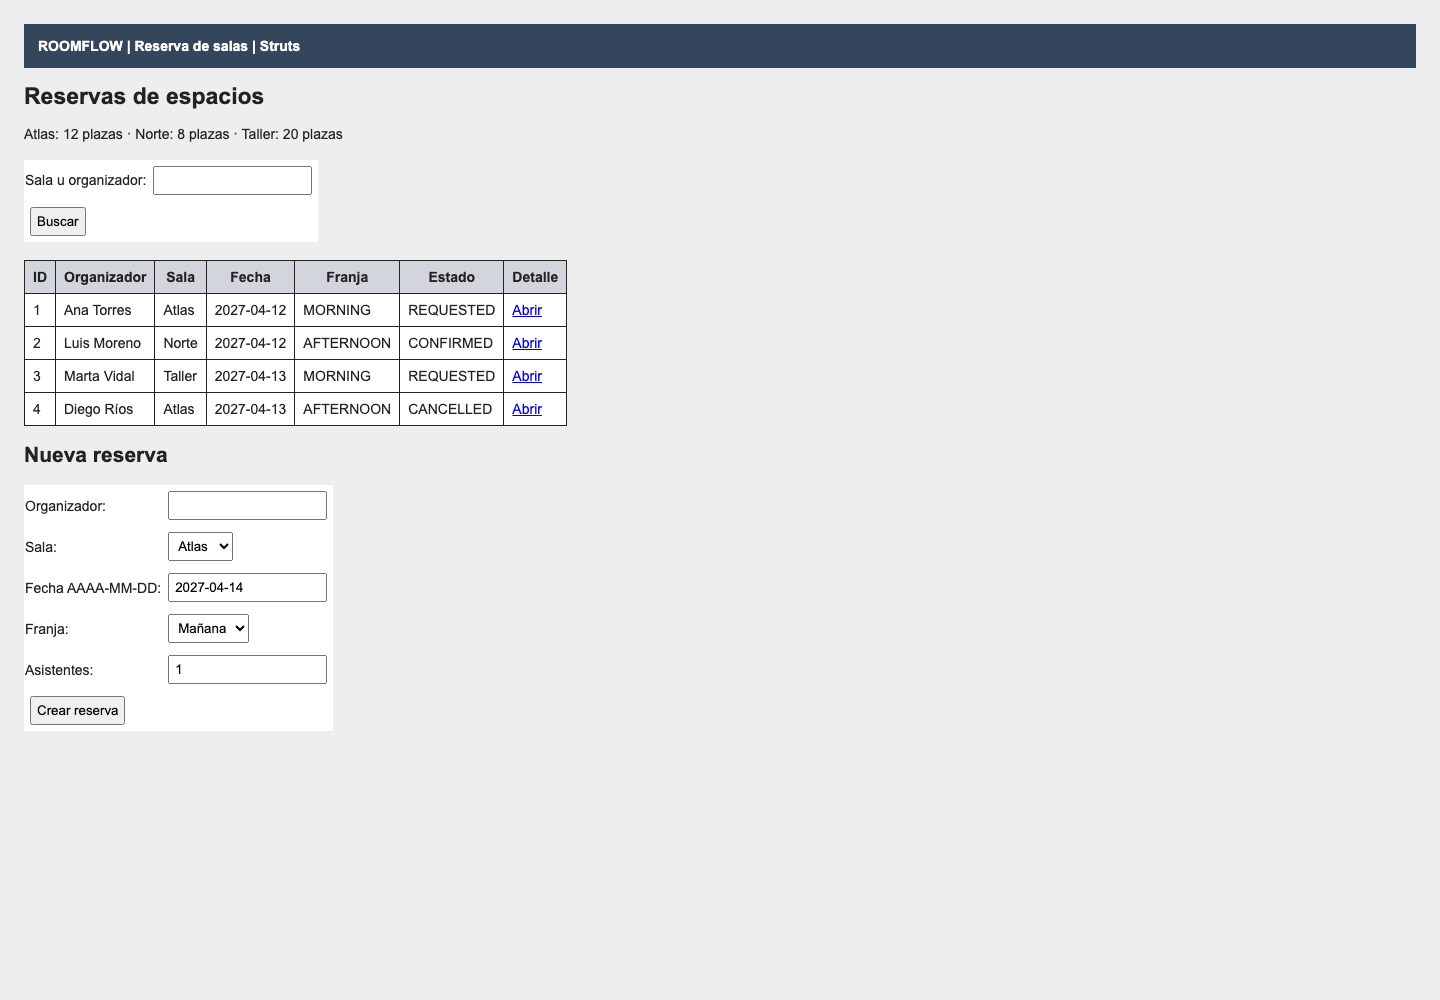 ROOMFLOW | Reserva de salas | Struts
Reservas de espacios
Atlas: 12 plazas · Norte: 8 plazas · Taller: 20 plazas
Sala u organizador:
Buscar
ID Organizador Sala Fecha Franja Estado Detalle
1 Ana Torres Atlas 2027-04-12 MORNING REQUESTED Abrir
2 Luis Moreno Norte 2027-04-12 AFTERNOON CONFIRMED Abrir
3 Marta Vidal Taller 2027-04-13 MORNING REQUESTED Abrir
4 Diego Ríos Atlas 2027-04-13 AFTERNOON CANCELLED Abrir
Nueva reserva
Organizador:
Sala: Atlas
Fecha AAAA-MM-DD: 2027-04-14
Franja: Mañana
Asistentes: 1
Crear reserva